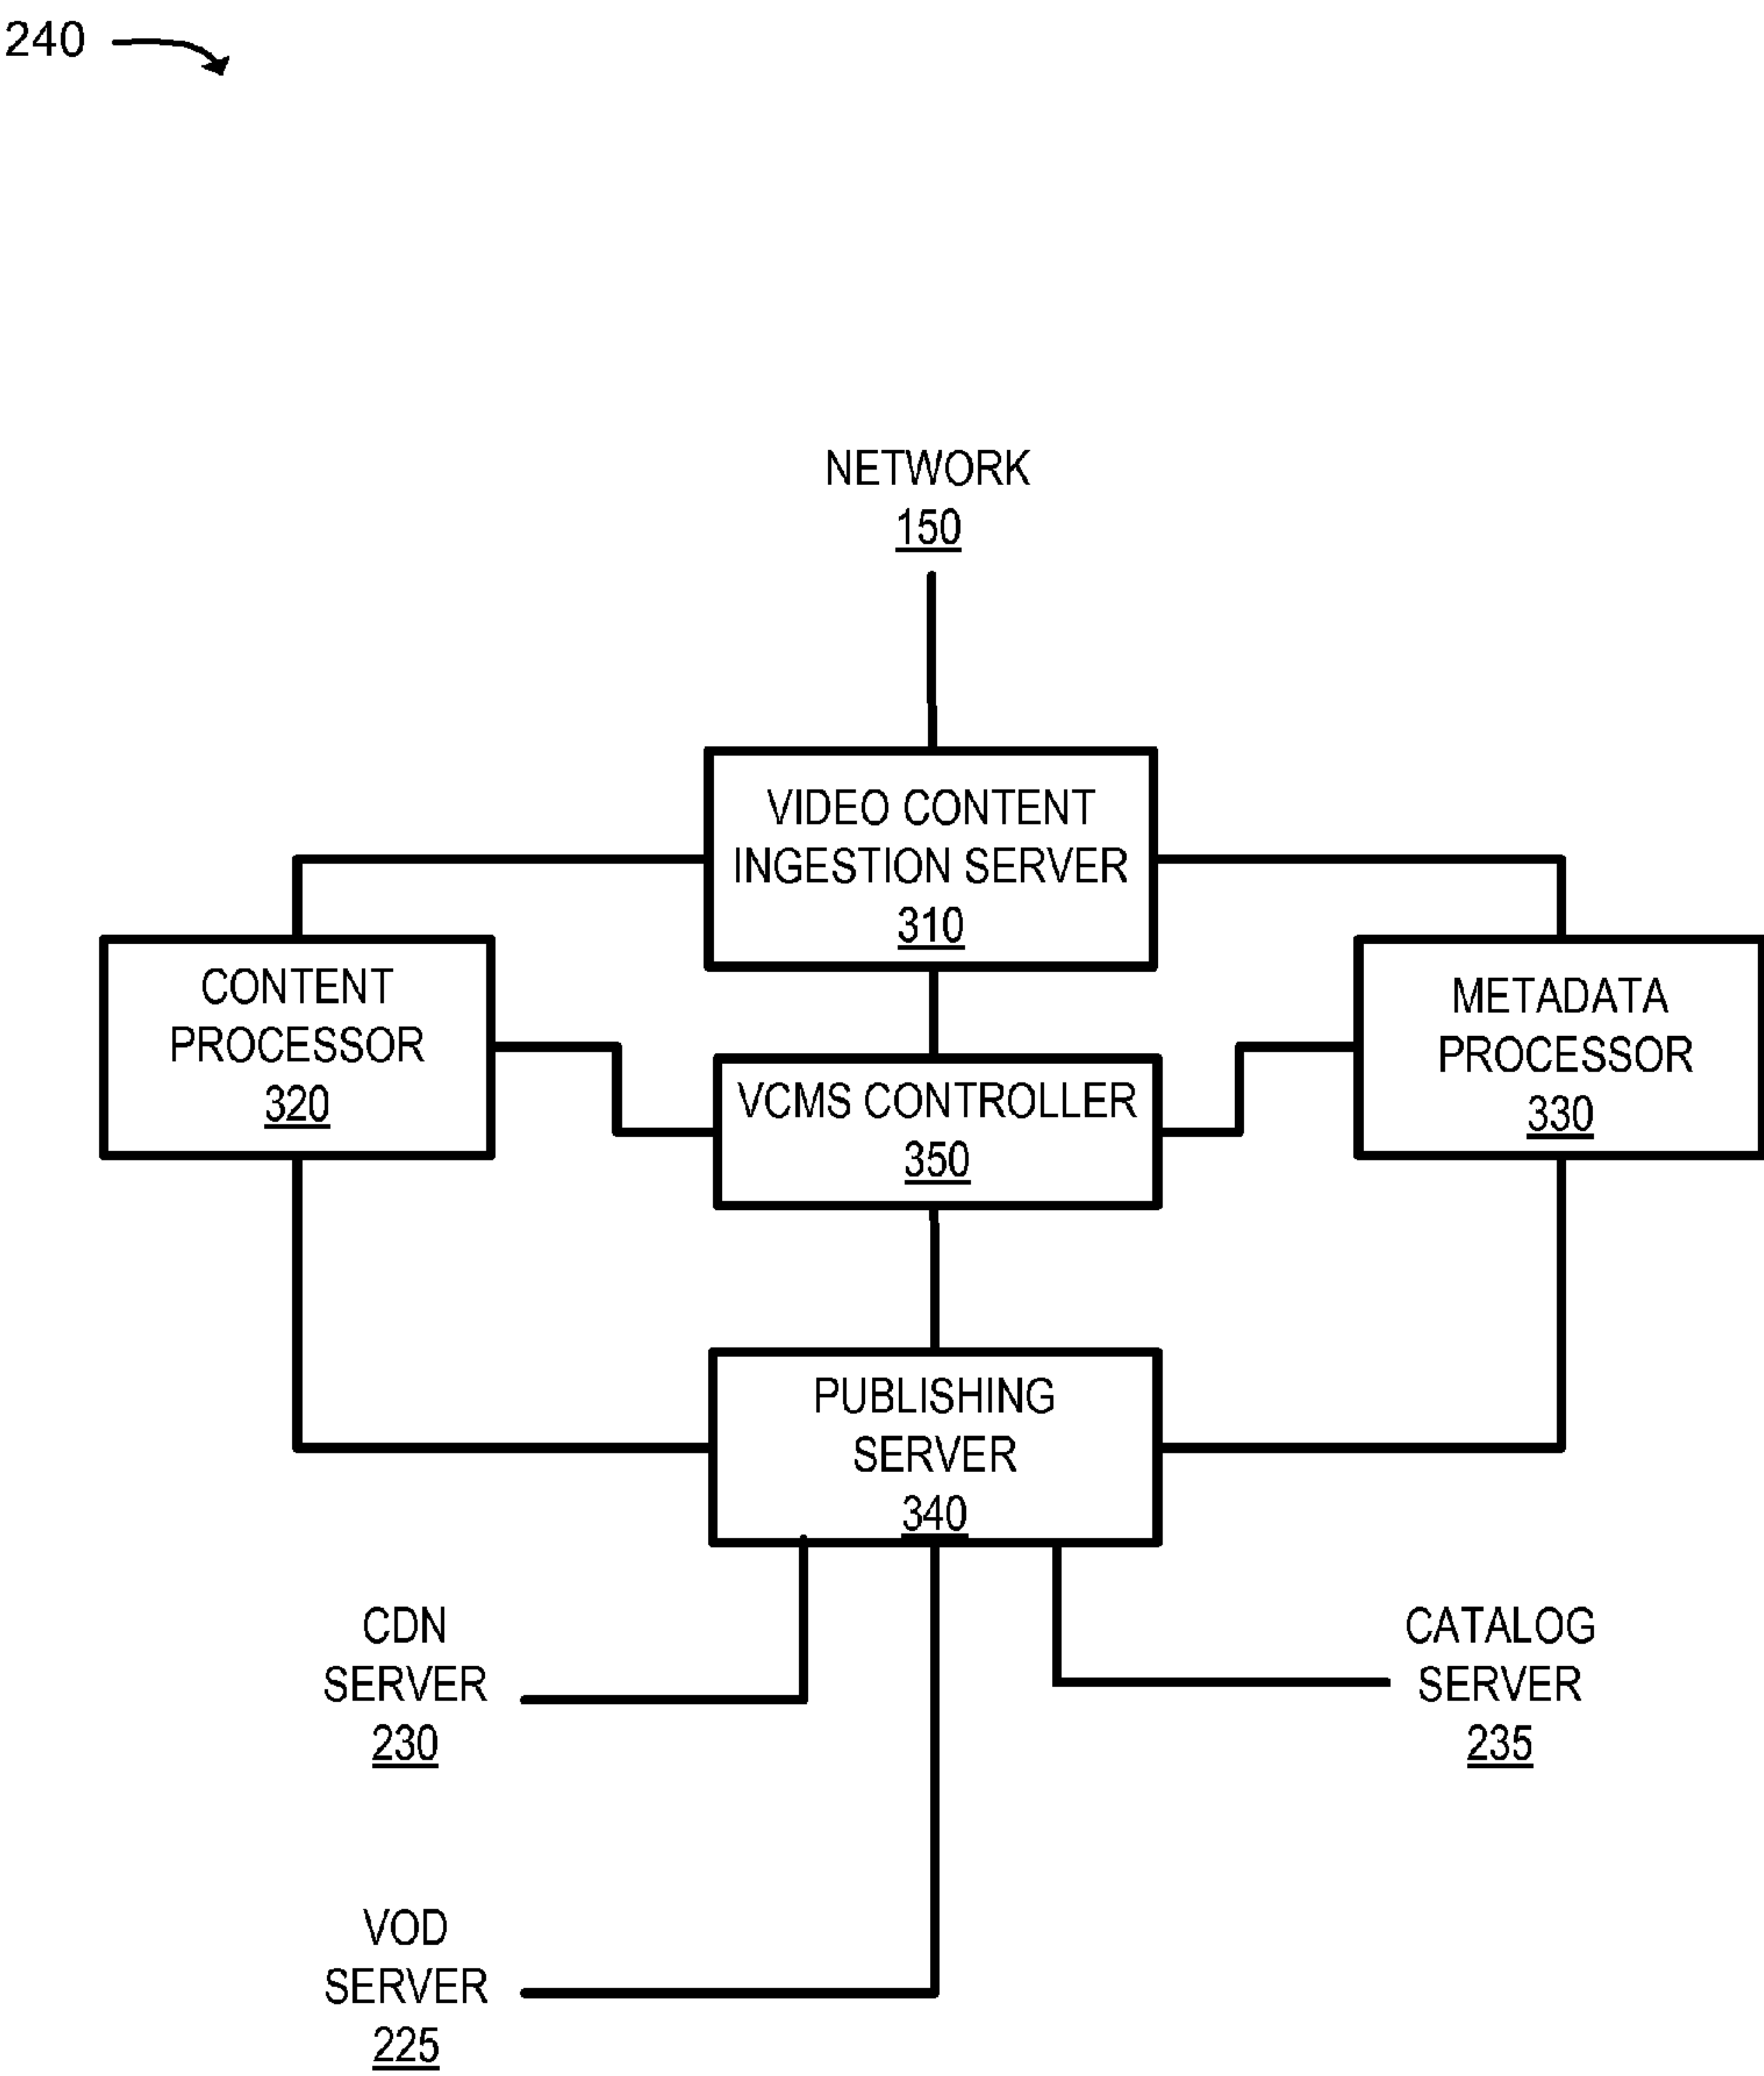 240
NETWORK
150
VIDEO CONTENT
INGESTION SERVER
310
CONTENT
PROCESSOR
320
METADATA
PROCESSOR
330
VCMS CONTROLLER
350
PUBLISHING
SERVER
340
CDN
SERVER
230
CATALOG
SERVER
235
VOD
SERVER
225